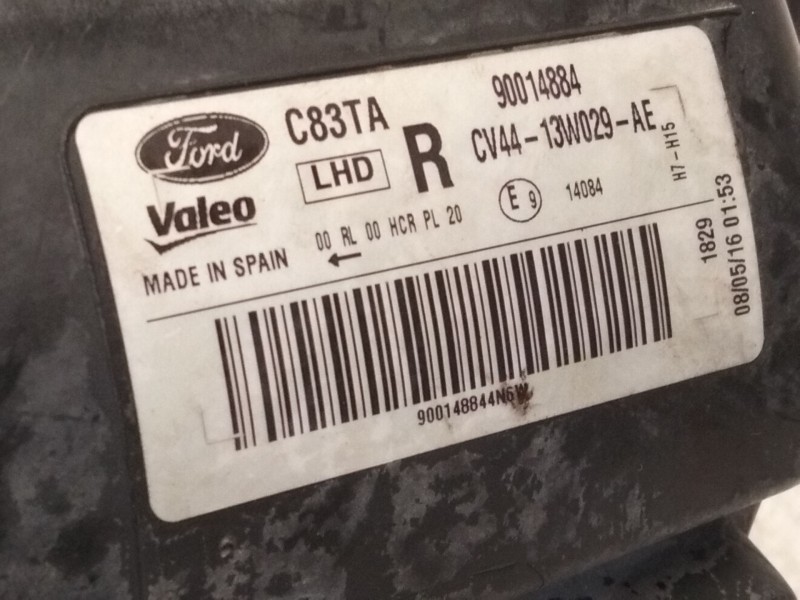 Ford
C83TA
90014884
Valeo
LHD
R
CV44-13W029-AE
H7-H15
00 RL 00 HCR PL 20
E 9
14084
MADE IN SPAIN
1829
08/05/16 01:53
900148844N6W